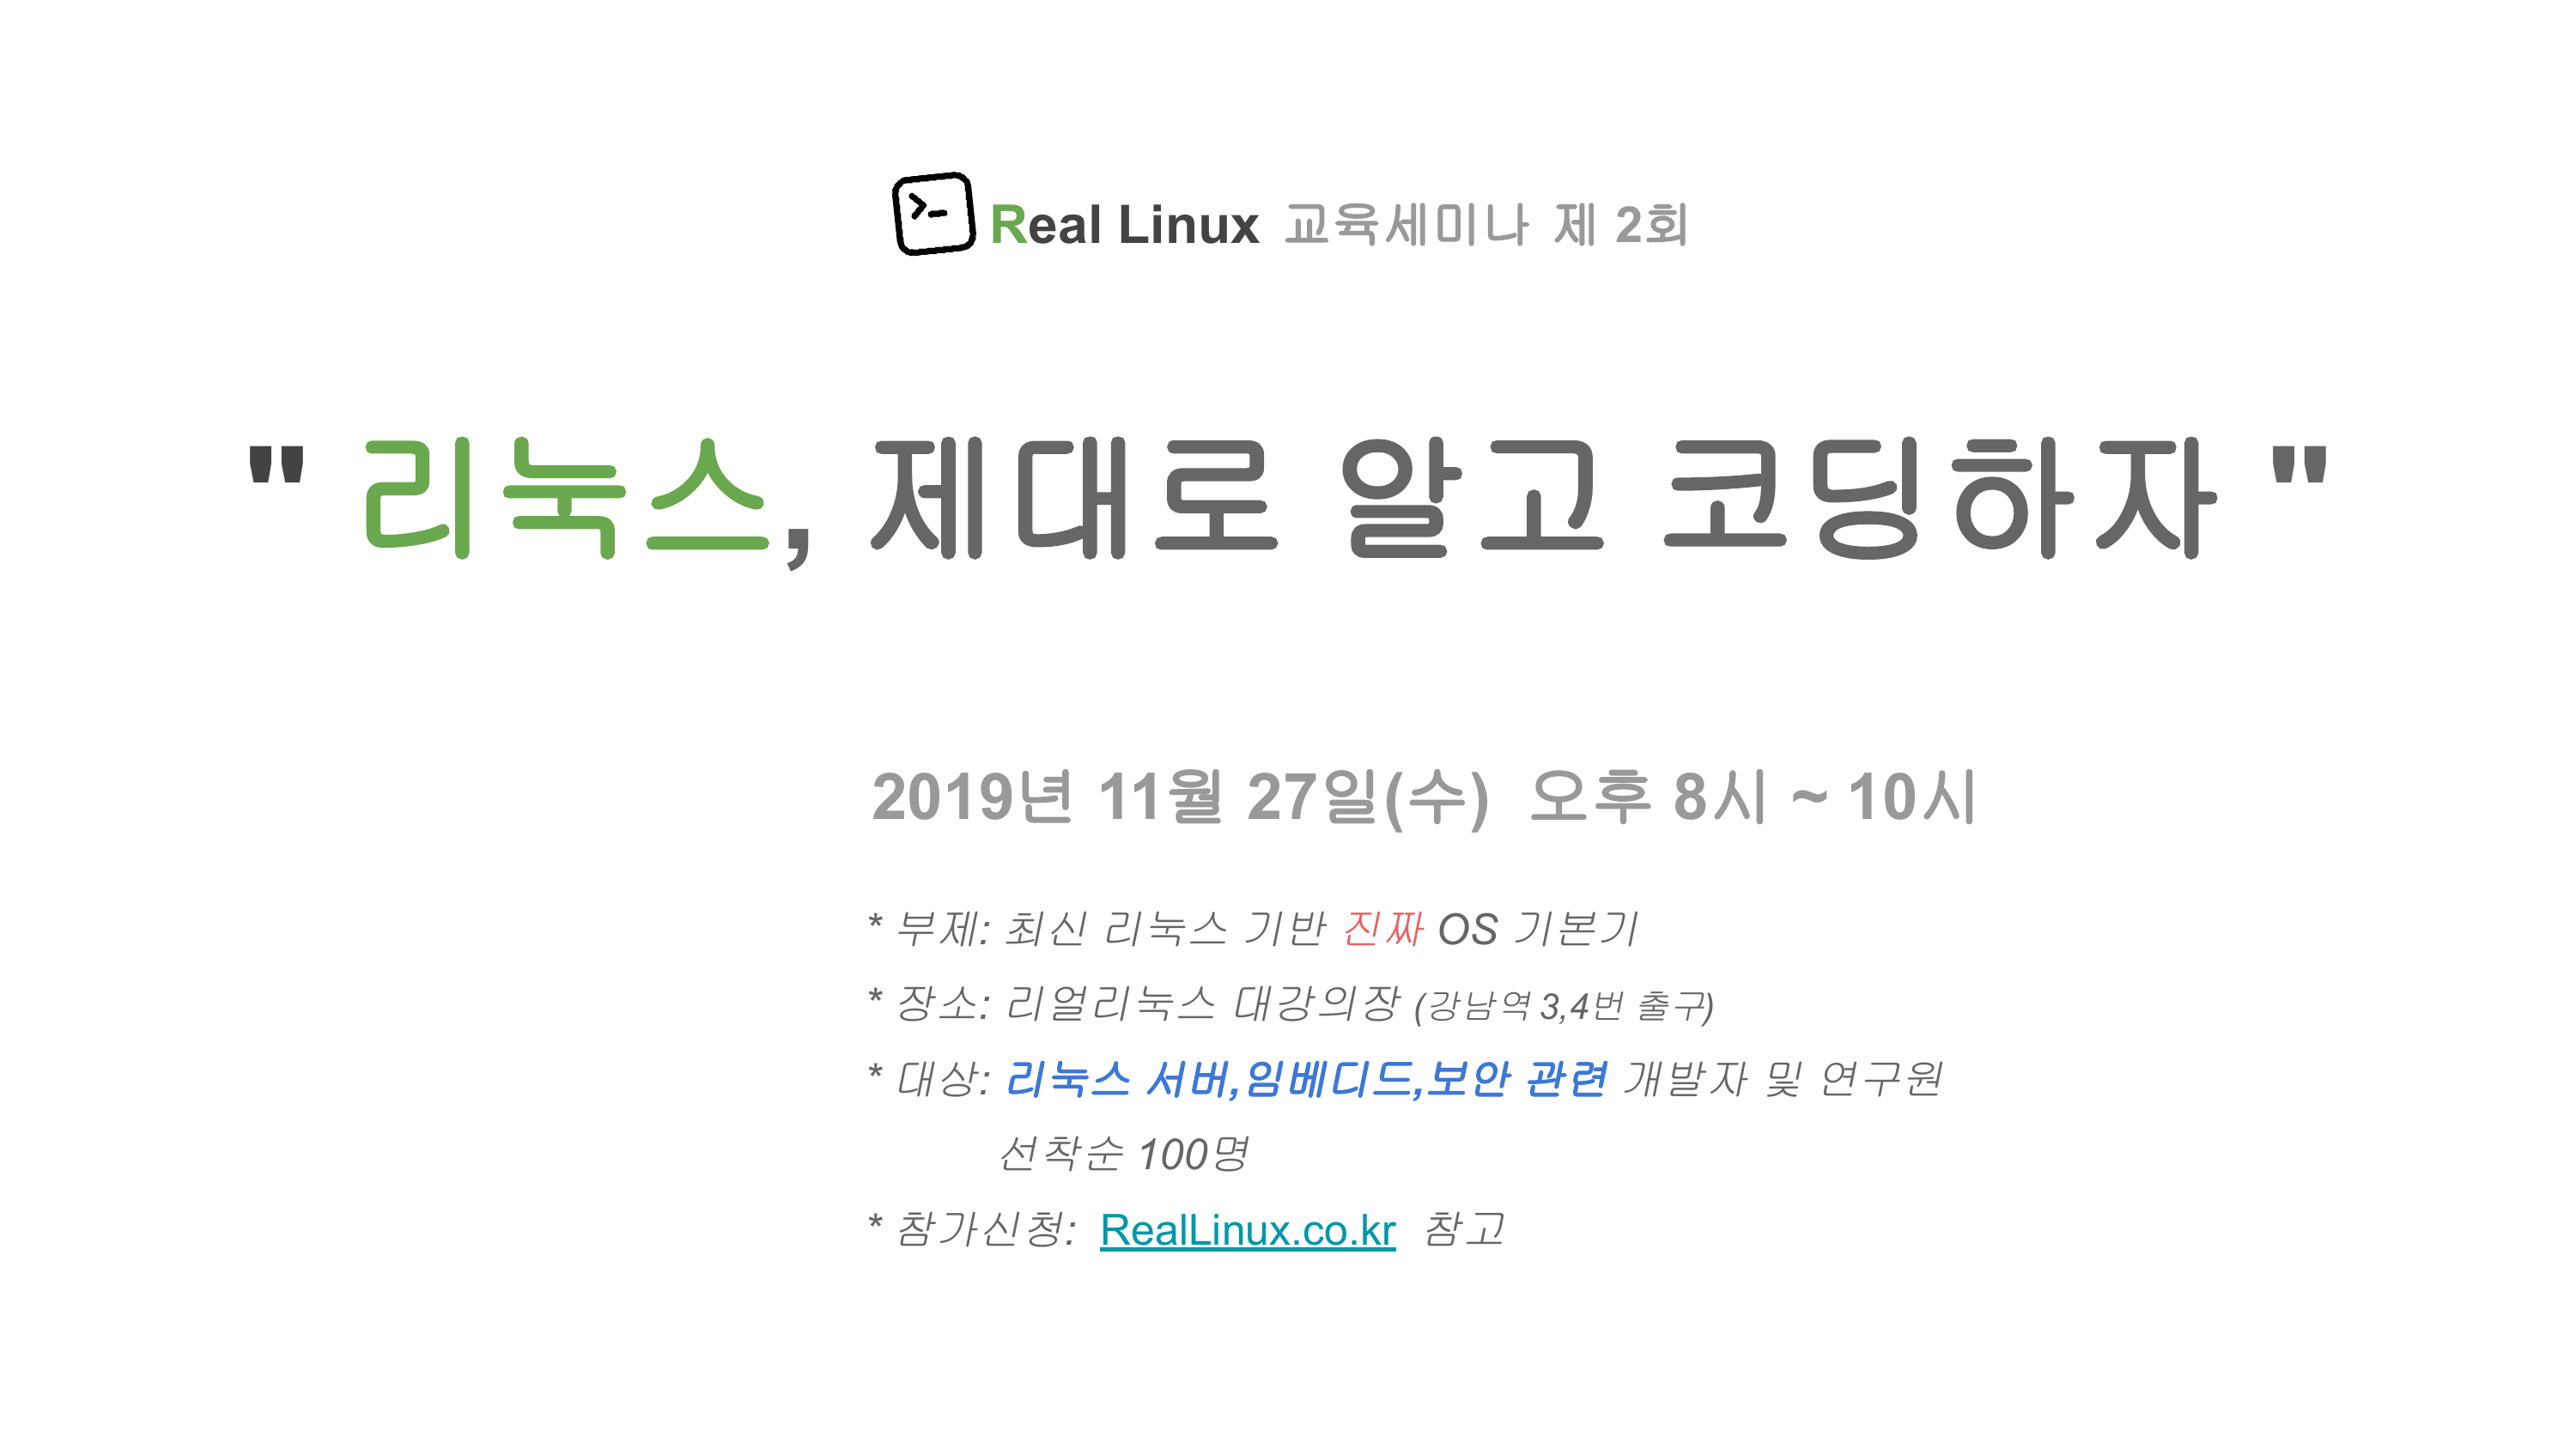 >_ Real Linux 교육세미나 제 2회
" 리눅스, 제대로 알고 코딩하자 "
2019년 11월 27일(수) 오후 8시 ~ 10시
* 부제: 최신 리눅스 기반 진짜 OS 기본기
* 장소: 리얼리눅스 대강의장 (강남역 3,4번 출구)
* 대상: 리눅스 서버,임베디드,보안 관련 개발자 및 연구원
선착순 100명
* 참가신청: RealLinux.co.kr 참고